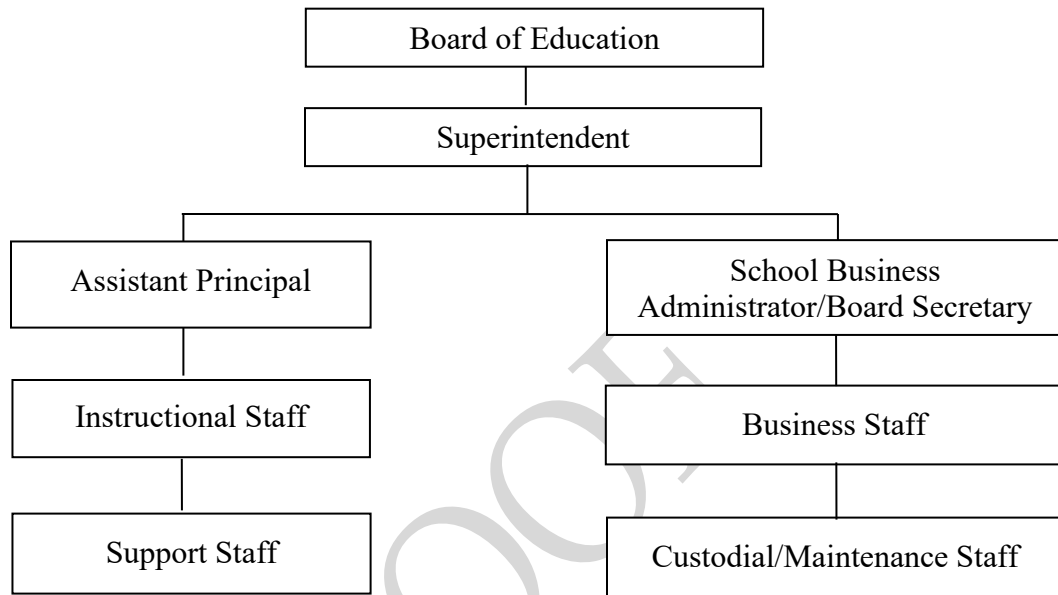 Board of Education
Superintendent
Assistant Principal
School Business
Administrator/Board Secretary
Instructional Staff
Business Staff
Support Staff
Custodial/Maintenance Staff